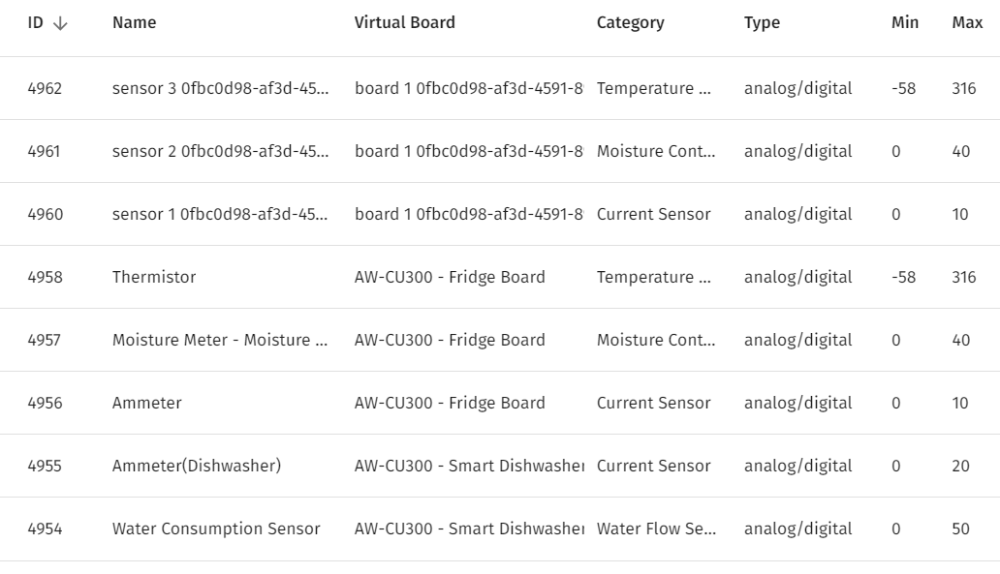 ID Name Virtual Board Category Type Min Max
4962 sensor 3 0fbc0d98-af3d-45... board 1 0fbc0d98-af3d-4591-8 Temperature ... analog/digital -58 316
4961 sensor 2 0fbc0d98-af3d-45... board 1 0fbc0d98-af3d-4591-8 Moisture Cont... analog/digital 0 40
4960 sensor 1 0fbc0d98-af3d-45... board 1 0fbc0d98-af3d-4591-8 Current Sensor analog/digital 0 10
4958 Thermistor AW-CU300 - Fridge Board Temperature ... analog/digital -58 316
4957 Moisture Meter - Moisture ... AW-CU300 - Fridge Board Moisture Cont... analog/digital 0 40
4956 Ammeter AW-CU300 - Fridge Board Current Sensor analog/digital 0 10
4955 Ammeter(Dishwasher) AW-CU300 - Smart Dishwasher Current Sensor analog/digital 0 20
4954 Water Consumption Sensor AW-CU300 - Smart Dishwasher Water Flow Se... analog/digital 0 50